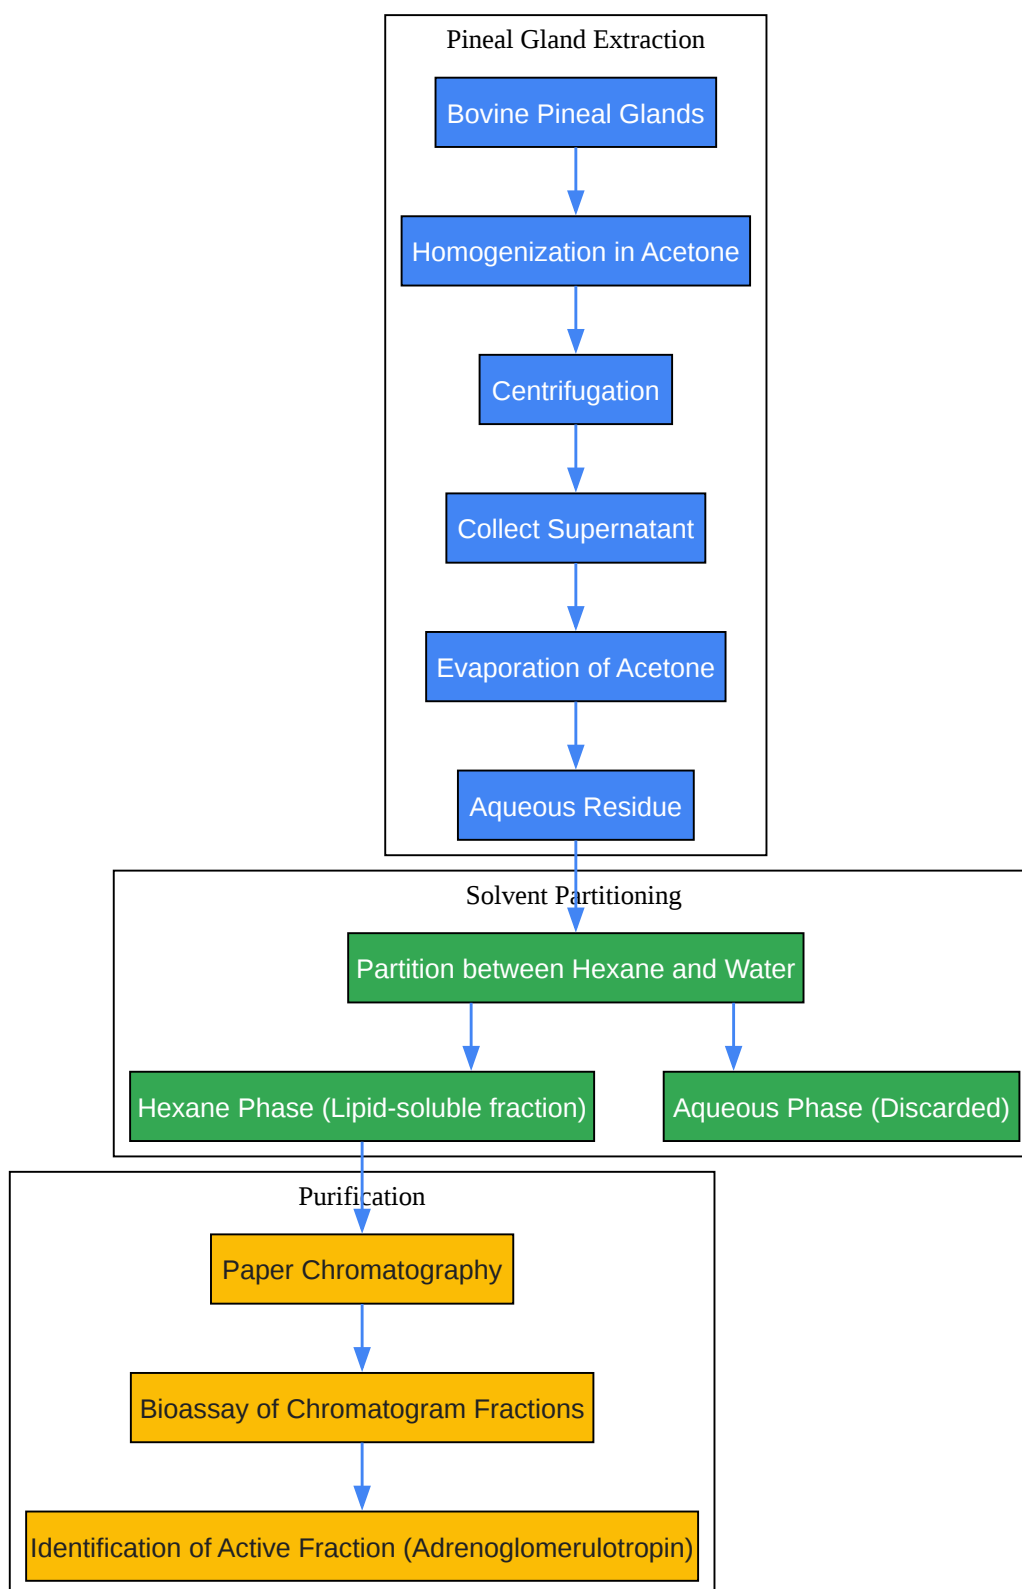 Pineal Gland Extraction
Bovine Pineal Glands
Homogenization in Acetone
Centrifugation
Collect Supernatant
Evaporation of Acetone
Aqueous Residue
Solvent Partitioning
Partition between Hexane and Water
Hexane Phase (Lipid-soluble fraction)
Aqueous Phase (Discarded)
Purification
Paper Chromatography
Bioassay of Chromatogram Fractions
Identification of Active Fraction (Adrenoglomerulotropin)